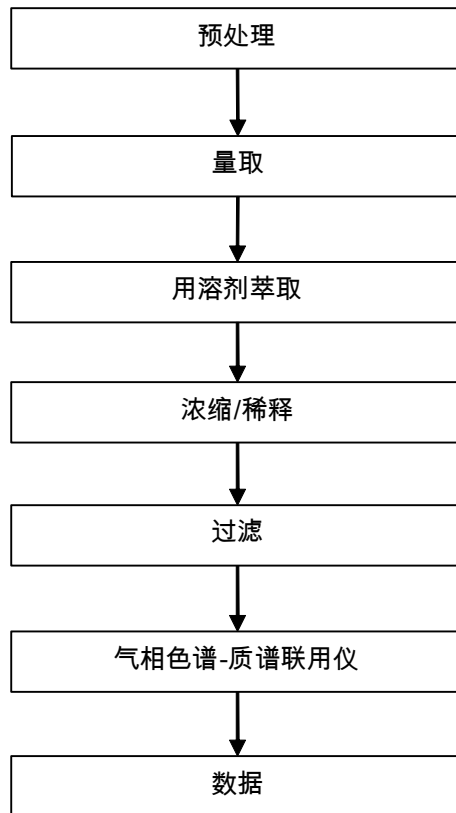 预处理
量取
用溶剂萃取
浓缩/稀释
过滤
气相色谱-质谱联用仪
数据